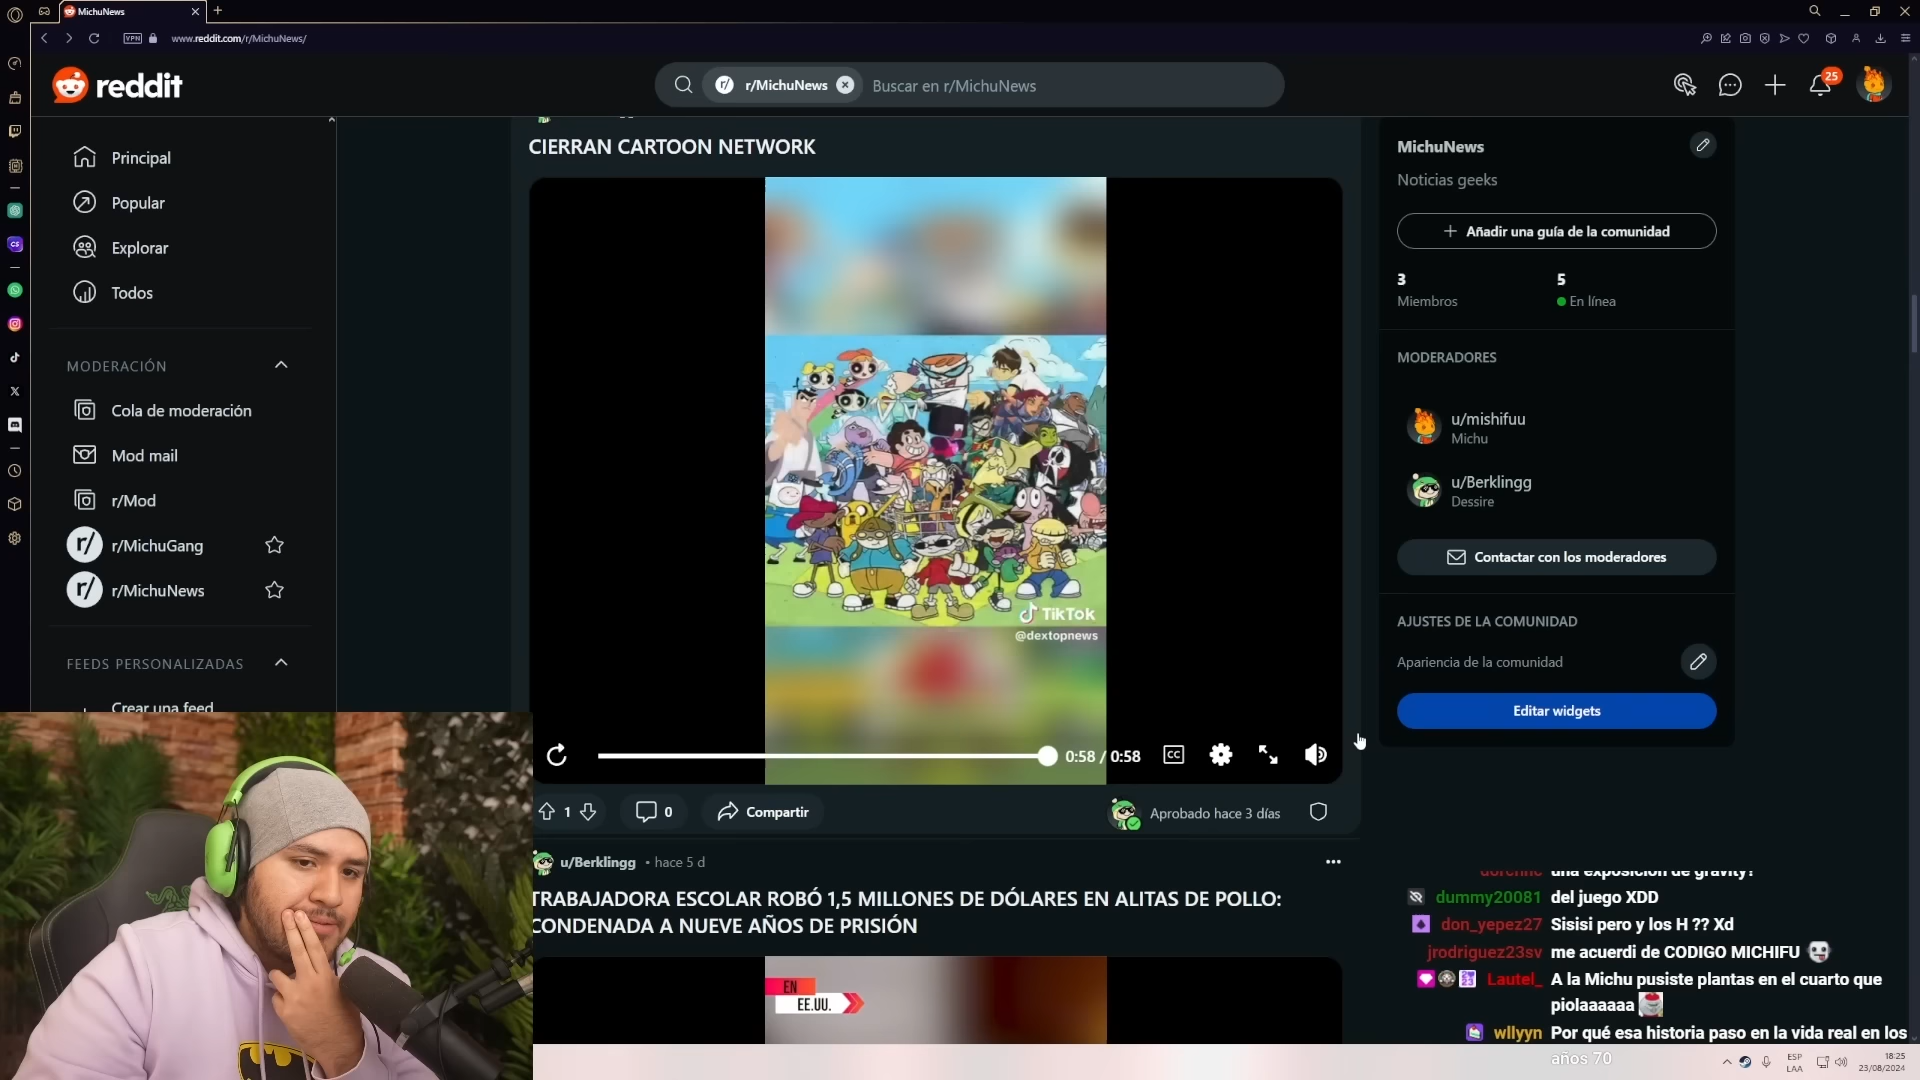 MichuNews
VPN
www.reddit.com/r/MichuNews/
reddit
r/ r/MichuNews
Buscar en r/MichuNews
25
Principal
Popular
Explorar
Todos
MODERACIÓN
Cola de moderación
Mod mail
r/Mod
r/ r/MichuGang
r/ r/MichuNews
FEEDS PERSONALIZADAS
Crear una feed
CIERRAN CARTOON NETWORK
TikTok
@dextopnews
0:58 / 0:58
CC
1
0
Compartir
Aprobado hace 3 días
u/Berklingg • hace 5 d
TRABAJADORA ESCOLAR ROBÓ 1,5 MILLONES DE DÓLARES EN ALITAS DE POLLO:
CONDENADA A NUEVE AÑOS DE PRISIÓN
EN
EE.UU.
MichuNews
Noticias geeks
Añadir una guía de la comunidad
3
Miembros
5
En línea
MODERADORES
u/mishifuu
Michu
u/Berklingg
Dessire
Contactar con los moderadores
AJUSTES DE LA COMUNIDAD
Apariencia de la comunidad
Editar widgets
una exposicion de gravity?
dummy20081 del juego XDD
don_yepez27 Sisisi pero y los H ?? Xd
jrodriguez23sv me acuerdi de CODIGO MICHIFU
Lautel_ A la Michu pusiste plantas en el cuarto que
piolaaaaaa
wllyyn Por qué esa historia paso en la vida real en los
años 70
ESP
LAA
18:25
23/08/2024